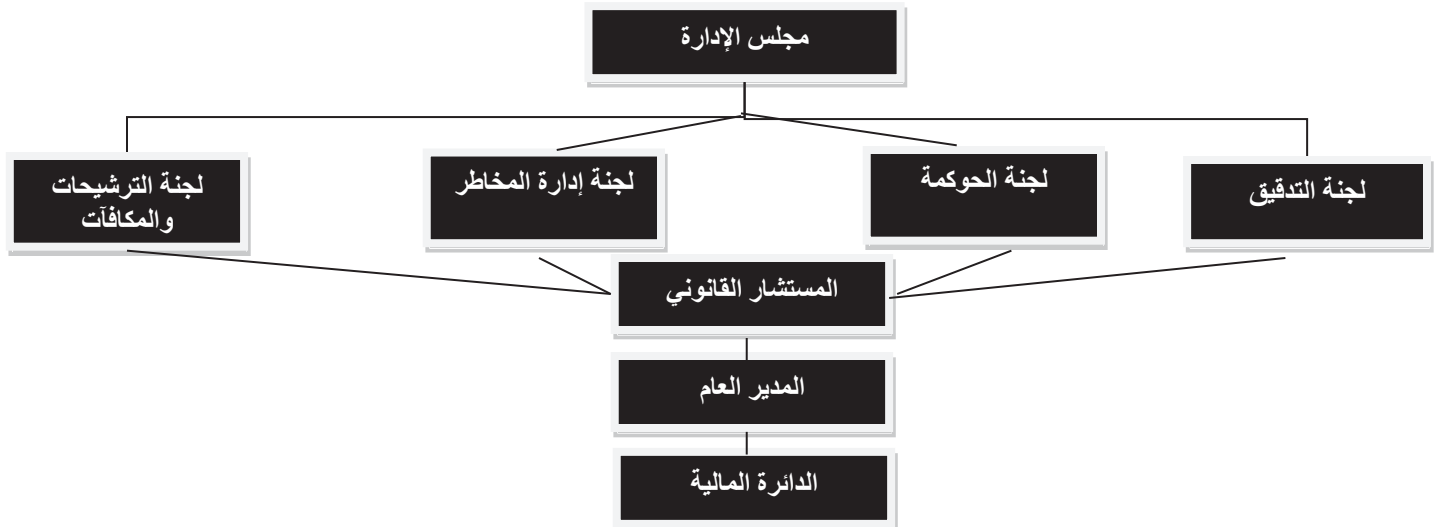 مجلس الإدارة
لجنة التدقيق
لجنة الحوكمة
لجنة إدارة المخاطر
لجنة الترشيحات
والمكافآت
المستشار القانوني
المدير العام
الدائرة المالية